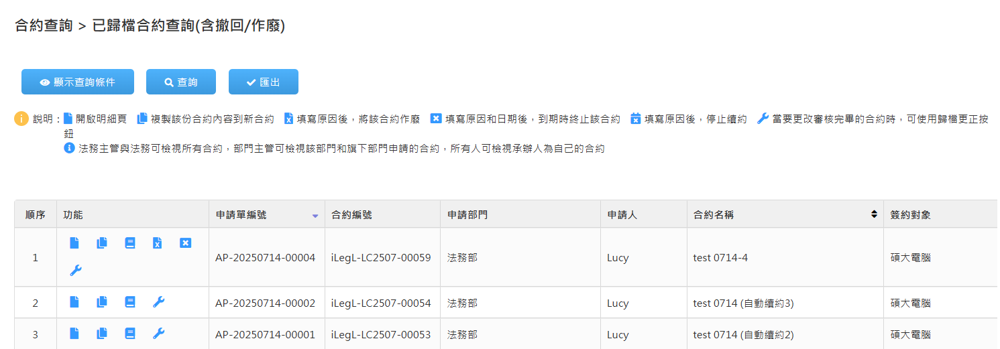 合約查詢 > 已歸檔合約查詢(含撤回/作廢)
顯示查詢條件 查詢 匯出
說明：開啟明細頁 複製該份合約內容到新合約 填寫原因後，將該合約作廢 填寫原因和日期後，到期時終止該合約 填寫原因後，停止續約 當要更改審核完畢的合約時，可使用歸檔更正按
鈕
法務主管與法務可檢視所有合約，部門主管可檢視該部門和旗下部門申請的合約，所有人可檢視承辦人為自己的合約
順序 功能 申請單編號 合約編號 申請部門 申請人 合約名稱 簽約對象
1 AP-20250714-00004 iLegL-LC2507-00059 法務部 Lucy test 0714-4 碩大電腦
2 AP-20250714-00002 iLegL-LC2507-00054 法務部 Lucy test 0714 (自動續約3) 碩大電腦
3 AP-20250714-00001 iLegL-LC2507-00053 法務部 Lucy test 0714 (自動續約2) 碩大電腦